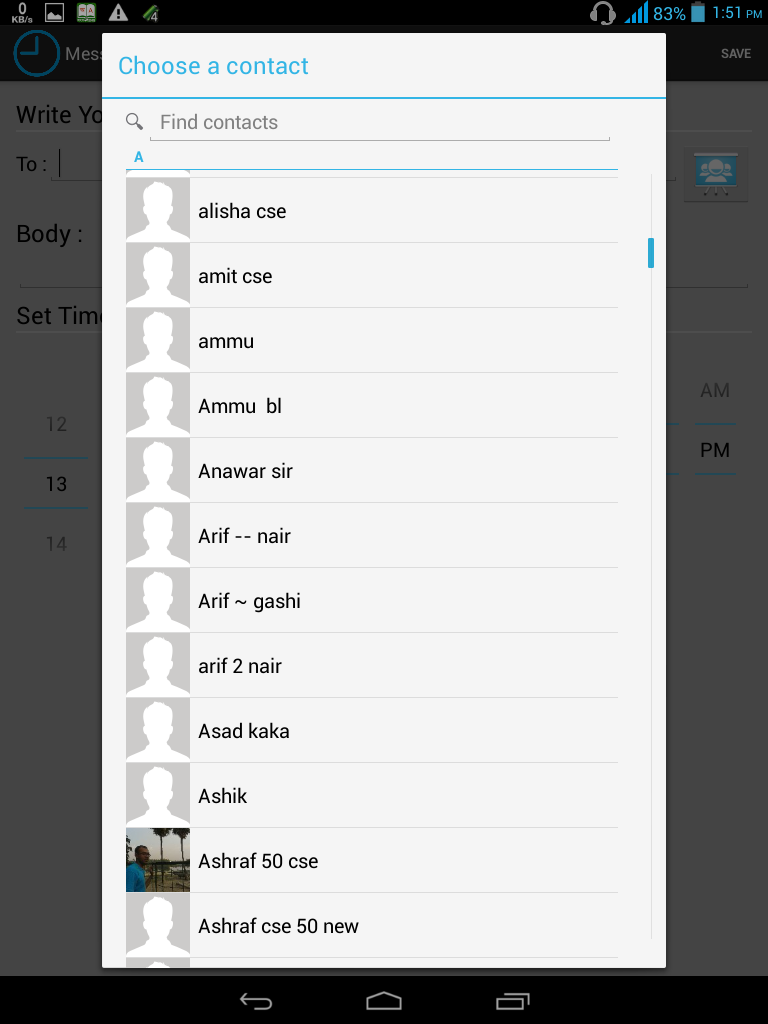 0
KB/s
4
83%
1:51 PM
Mess
SAVE
Choose a contact
Write Yo
Find contacts
A
To :
alisha cse
Body :
amit cse
Set Time
ammu
AM
Ammu  bl
12
PM
Anawar sir
13
Arif -- nair
14
Arif ~ gashi
arif 2 nair
Asad kaka
Ashik
Ashraf 50 cse
Ashraf cse 50 new